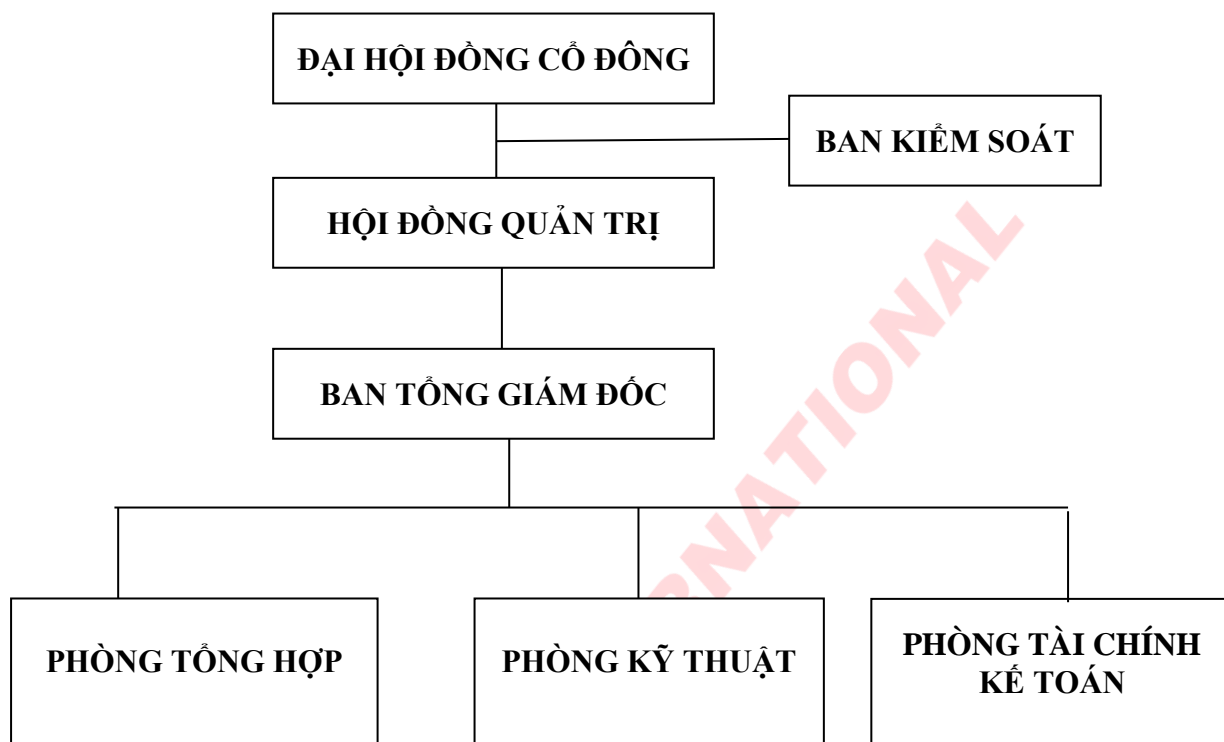 ĐẠI HỘI ĐỒNG CỔ ĐÔNG
BAN KIỂM SOÁT
HỘI ĐỒNG QUẢN TRỊ
BAN TỔNG GIÁM ĐỐC
PHÒNG TỔNG HỢP
PHÒNG KỸ THUẬT
PHÒNG TÀI CHÍNH
KẾ TOÁN